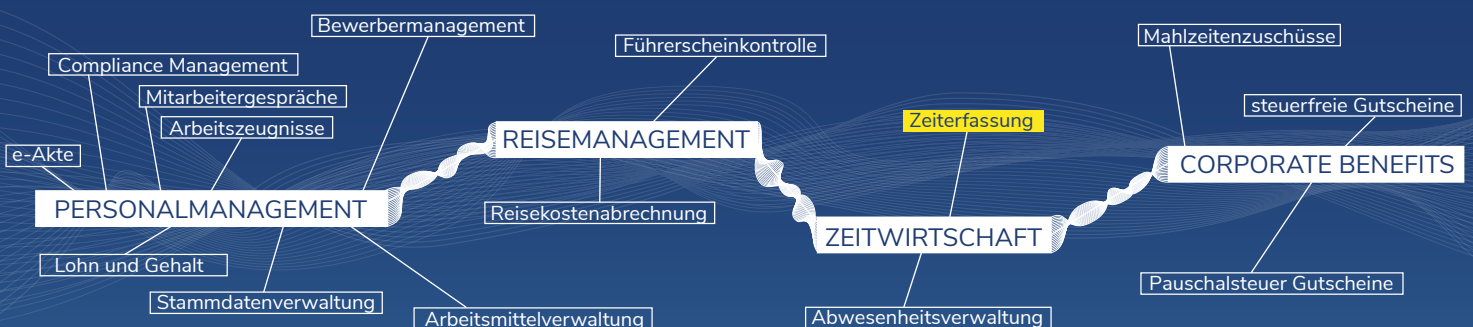 Bewerbermanagement
Compliance Management
Mitarbeitergespräche
Arbeitszeugnisse
e-Akte
PERSONALMANAGEMENT
Lohn und Gehalt
Stammdatenverwaltung
Arbeitsmittelverwaltung
Führerscheinkontrolle
REISEMANAGEMENT
Reisekostenabrechnung
Zeiterfassung
ZEITWIRTSCHAFT
Abwesenheitsverwaltung
Mahlzeitenzuschüsse
steuerfreie Gutscheine
CORPORATE BENEFITS
Pauschalsteuer Gutscheine